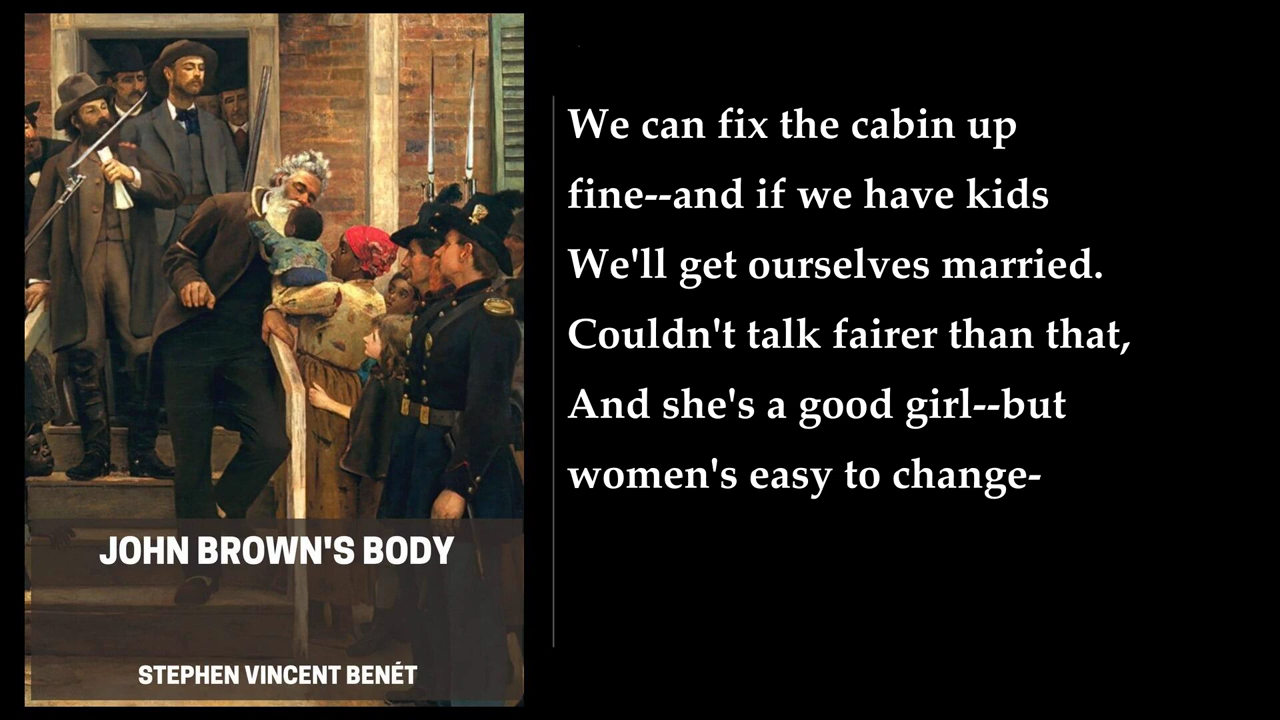 JOHN BROWN'S BODY
STEPHEN VINCENT BENÉT
We can fix the cabin up
fine--and if we have kids
We'll get ourselves married.
Couldn't talk fairer than that,
And she's a good girl--but
women's easy to change-